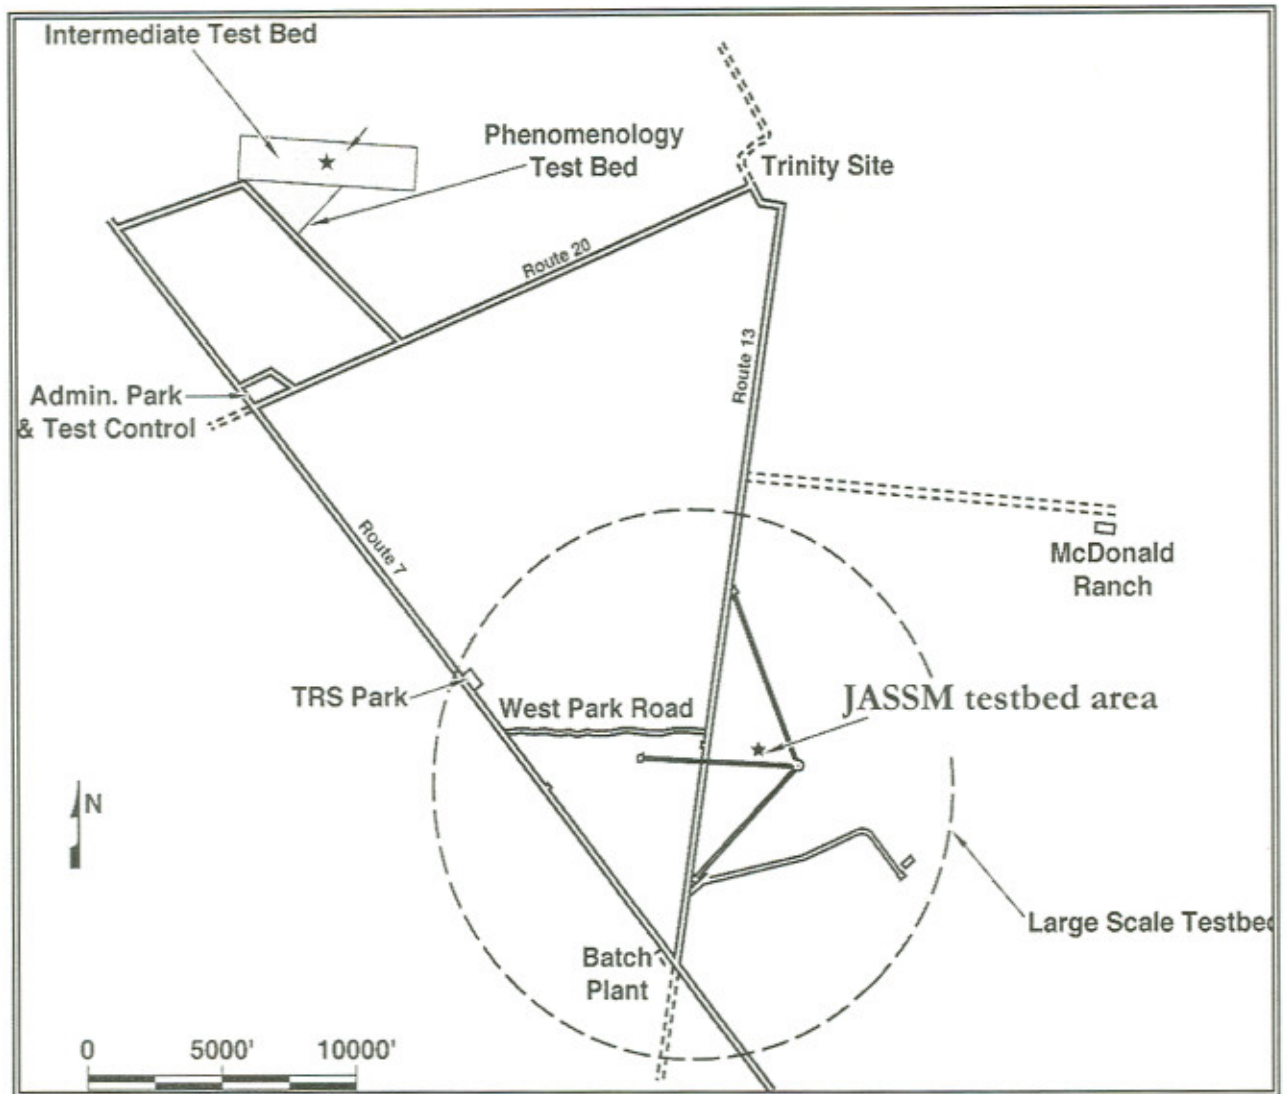 Intermediate Test Bed
Phenomenology
Test Bed
Trinity Site
Route 20
Route 13
Admin. Park
& Test Control
Route 7
McDonald
Ranch
TRS Park
West Park Road
JASSM testbed area
N
Large Scale Testbed
Batch
Plant
0 5000' 10000'